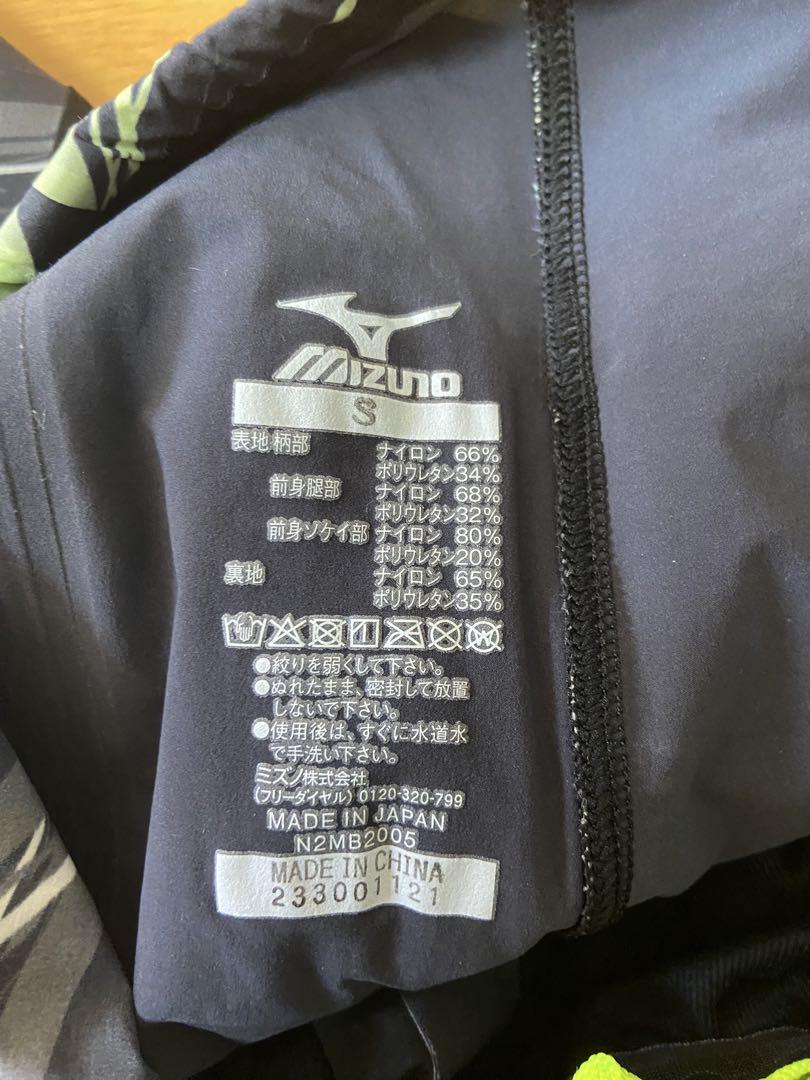 MIZUNO
S
表地 柄部 ナイロン 66%
ポリウレタン34%
前身腿部 ナイロン 68%
ポリウレタン32%
前身ソケイ部 ナイロン 80%
ポリウレタン20%
裏地 ナイロン 65%
ポリウレタン35%
●絞りを弱くして下さい。
●ぬれたまま、密封して放置
しないで下さい。
●使用後は、すぐに水道水
で手洗い下さい。
ミズノ株式会社
(フリーダイヤル) 0120-320-799
MADE IN JAPAN
N2MB2005
MADE IN CHINA
233001121